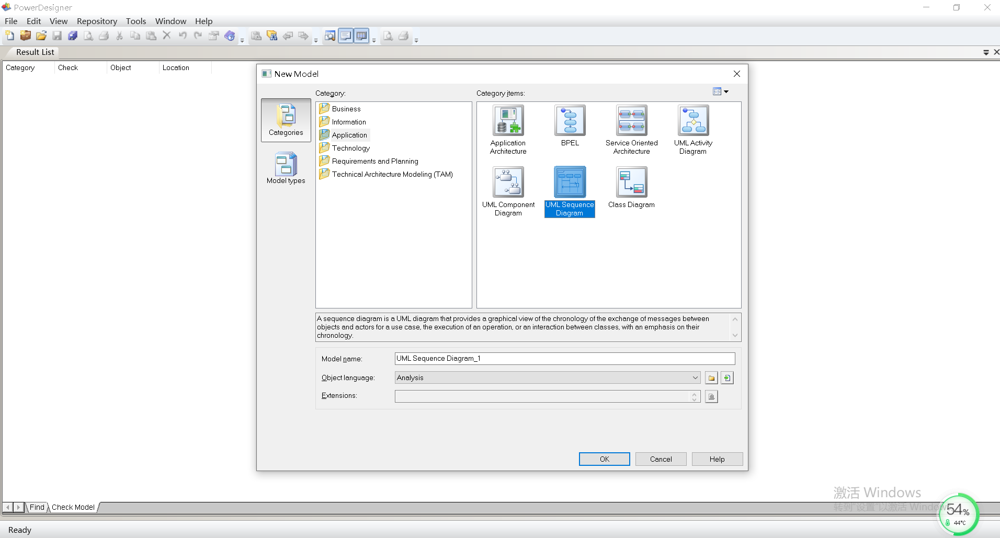 PowerDesigner
File Edit View Repository Tools Window Help
Result List
Category Check Object Location
New Model
Category:
Category items:
Categories
Model types
Business
Information
Application
Technology
Requirements and Planning
Technical Architecture Modeling (TAM)
Application
Architecture
BPEL
Service Oriented
Architecture
UML Activity
Diagram
UML Component
Diagram
UML Sequence
Diagram
Class Diagram
A sequence diagram is a UML diagram that provides a graphical view of the chronology of the exchange of messages between
objects and actors for a use case, the execution of an operation, or an interaction between classes, with an emphasis on their
chronology.
Model name: UML Sequence Diagram_1
Object language: Analysis
Extensions:
OK Cancel Help
激活 Windows
转到"设置"以激活 Windows
54%
44°C
Find Check Model
Ready